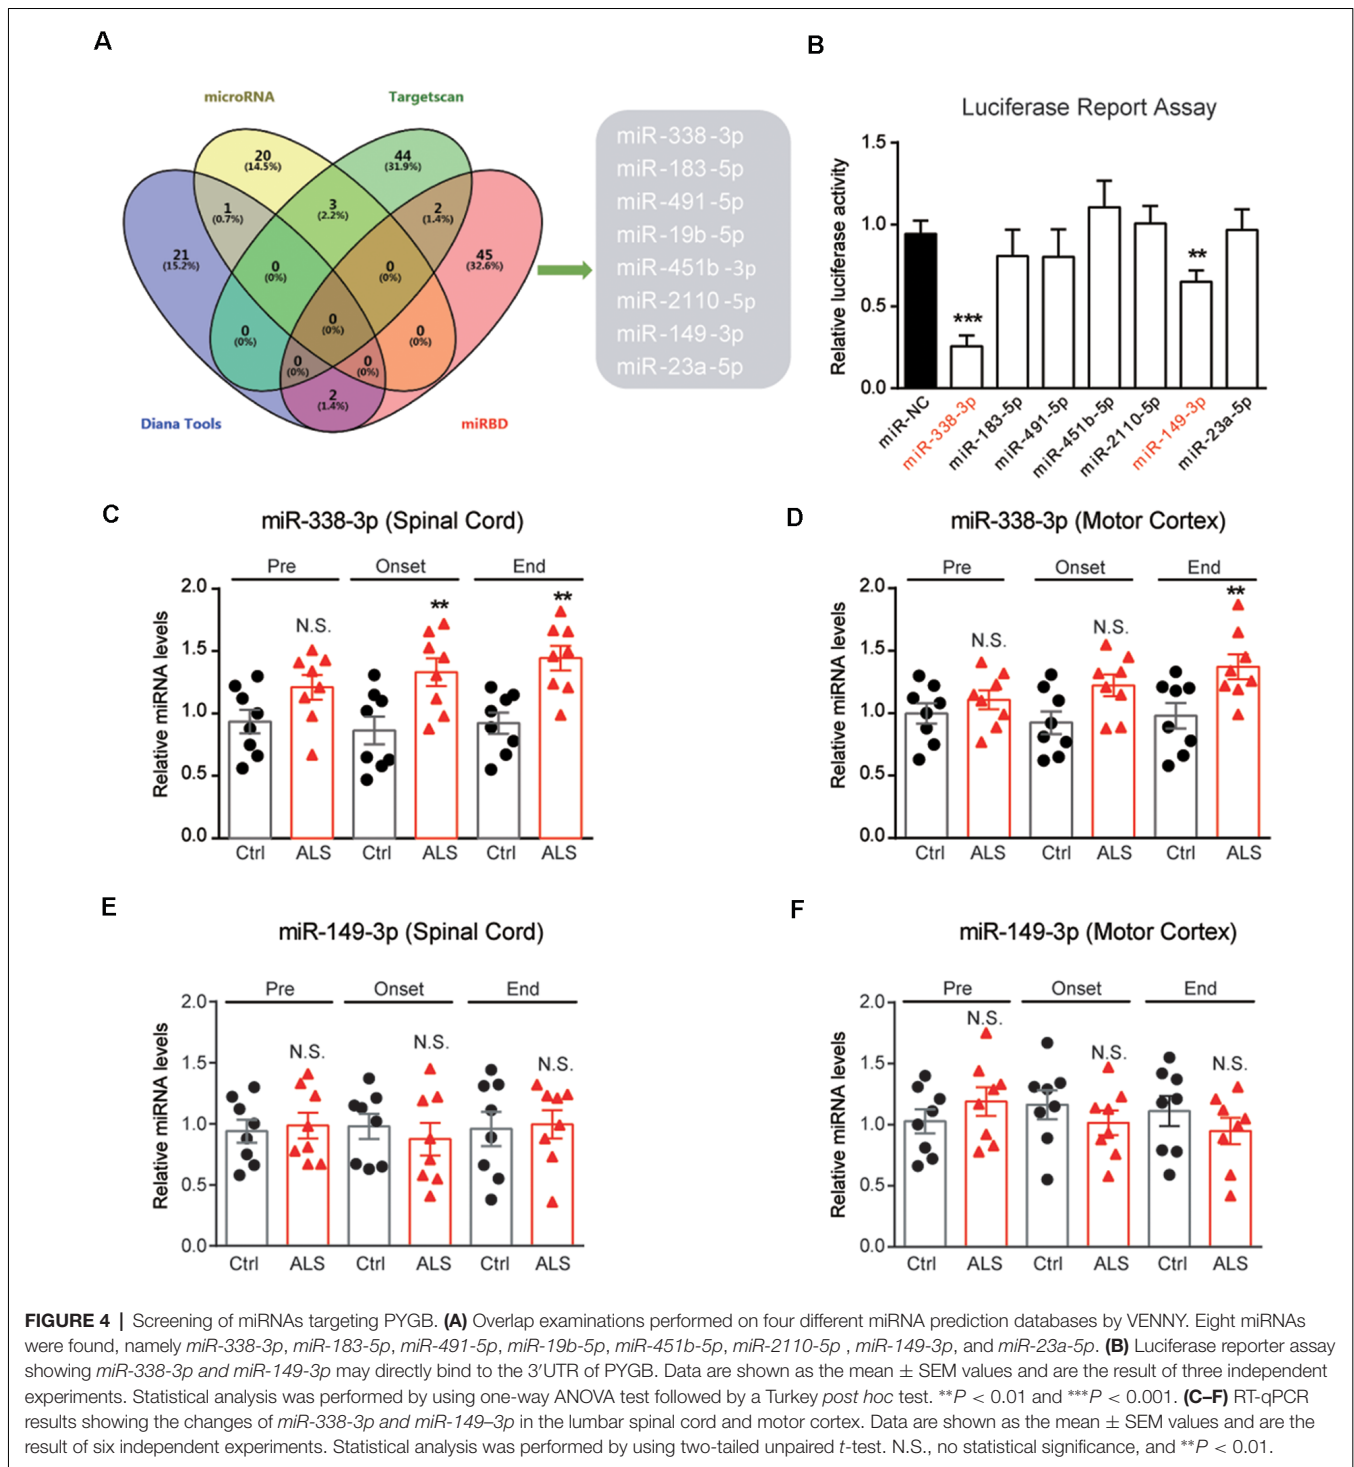 A
microRNA
Targetscan
20
(14.5%)
44
(31.9%)
1
(0.7%)
3
(2.2%)
2
(1.4%)
21
(15.2%)
0
(0%)
0
(0%)
45
(32.6%)
0
(0%)
0
(0%)
0
(0%)
0
(0%)
0
(0%)
2
(1.4%)
Diana Tools
miRBD
miR-338-3p
miR-183-5p
miR-491-5p
miR-19b-5p
miR-451b-3p
miR-2110-5p
miR-149-3p
miR-23a-5p
B
Luciferase Report Assay
Relative luciferase activity
1.5
1.0
0.5
0.0
***
**
miR-NC
miR-338-3p
miR-183-5p
miR-491-5p
miR-451b-5p
miR-2110-5p
miR-149-3p
miR-23a-5p
C
miR-338-3p (Spinal Cord)
Pre Onset End
Relative miRNA levels
2.0
1.5
1.0
0.5
0.0
N.S. ** **
Ctrl ALS Ctrl ALS Ctrl ALS
D
miR-338-3p (Motor Cortex)
Pre Onset End
Relative miRNA levels
2.0
1.5
1.0
0.5
0.0
N.S. N.S. **
Ctrl ALS Ctrl ALS Ctrl ALS
E
miR-149-3p (Spinal Cord)
Pre Onset End
Relative miRNA levels
2.0
1.5
1.0
0.5
0.0
N.S. N.S. N.S.
Ctrl ALS Ctrl ALS Ctrl ALS
F
miR-149-3p (Motor Cortex)
Pre Onset End
Relative miRNA levels
2.0
1.5
1.0
0.5
0.0
N.S. N.S. N.S.
Ctrl ALS Ctrl ALS Ctrl ALS
FIGURE 4 | Screening of miRNAs targeting PYGB. (A) Overlap examinations performed on four different miRNA prediction databases by VENNY. Eight miRNAs
were found, namely miR-338-3p, miR-183-5p, miR-491-5p, miR-19b-5p, miR-451b-5p, miR-2110-5p , miR-149-3p, and miR-23a-5p. (B) Luciferase reporter assay
showing miR-338-3p and miR-149-3p may directly bind to the 3′UTR of PYGB. Data are shown as the mean ± SEM values and are the result of three independent
experiments. Statistical analysis was performed by using one-way ANOVA test followed by a Turkey post hoc test. **P < 0.01 and ***P < 0.001. (C–F) RT-qPCR
results showing the changes of miR-338-3p and miR-149–3p in the lumbar spinal cord and motor cortex. Data are shown as the mean ± SEM values and are the
result of six independent experiments. Statistical analysis was performed by using two-tailed unpaired t-test. N.S., no statistical significance, and **P < 0.01.